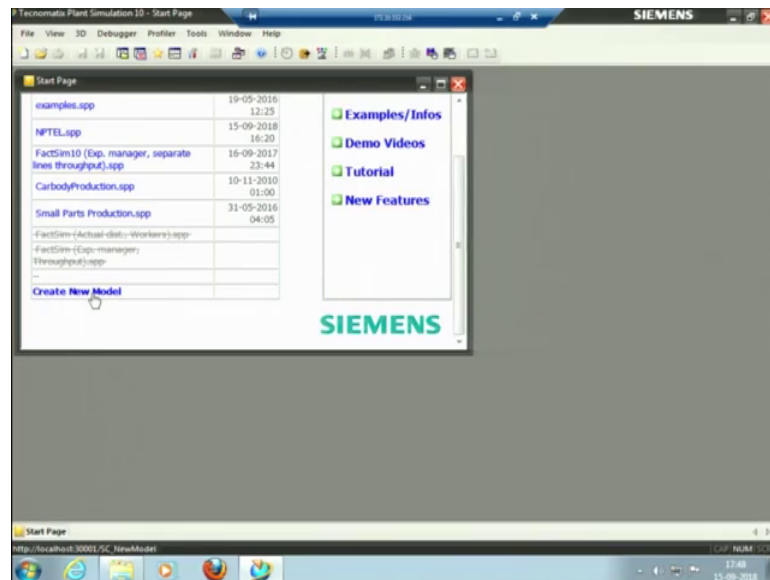 Tecnomatix Plant Simulation 10 - Start Page
SIEMENS
File View 3D Debugger Profiler Tools Window Help
Start Page
examples.spp 19-05-2016 12:25
NPTEL.spp 15-09-2018 16:20
FactSim10 (Exp. manager, separate lines throughput).spp 16-09-2017 23:44
CarbodyProduction.spp 10-11-2010 01:00
Small Parts Production.spp 31-05-2016 04:05
FactSim (Actual dist., Workers).spp
FactSim (Exp. manager, Throughput).spp
...
Create New Model
Examples/Infos
Demo Videos
Tutorial
New Features
SIEMENS
Start Page
http://localhost:30001/SC_NewModel
CAP NUM
17:48
15-09-2018